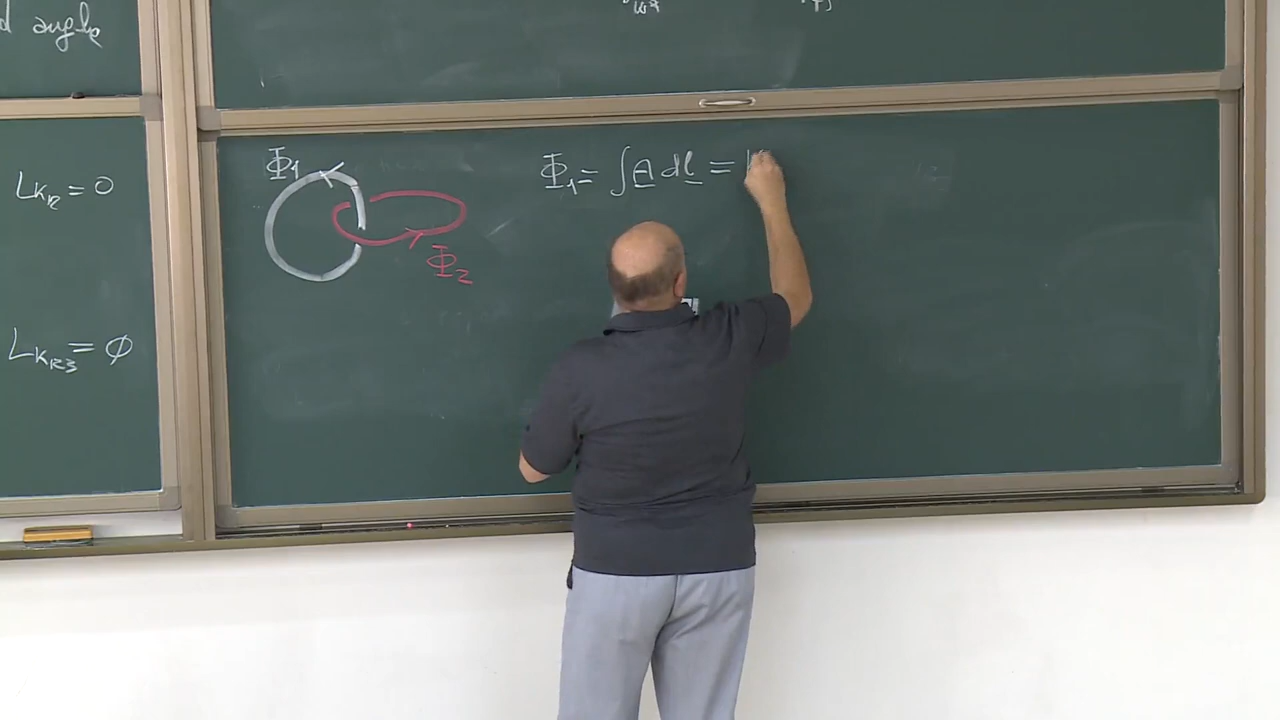 angle
Lk₁₂ = 0
Lk₁₂₃ = ∅
Φ₁
Φ₂
Φ₁ = ∫ A dl =